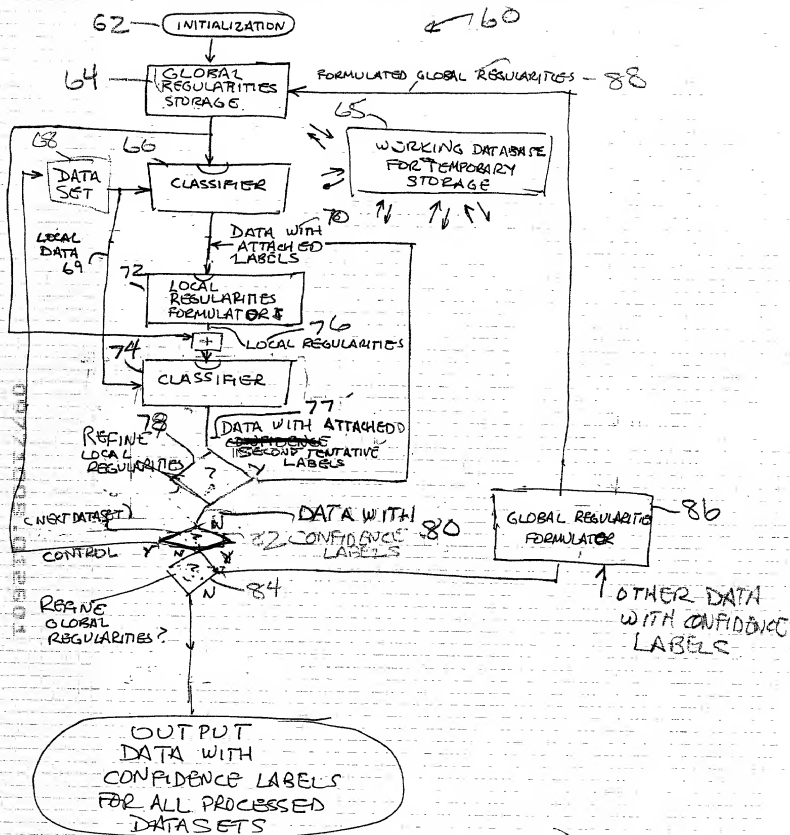 62
INITIALIZATION
60
64
GLOBAL
REGULARITIES
STORAGE
FORMULATED GLOBAL REGULARITIES - 88
65
WORKING DATABASE
FOR TEMPORARY
STORAGE
68
DATA
SET
66
CLASSIFIER
LOCAL
DATA
69
70
DATA WITH
ATTACHED
LABELS
72
LOCAL
REGULARITIES
FORMULATOR
76
+
LOCAL REGULARITIES
74
CLASSIFIER
77
DATA WITH ATTACHED
CONFIDENCE
SECOND TENTATIVE
LABELS
78
REFINE
LOCAL
REGULARITIES
?
Y
N
(NEXT DATASET)
CONTROL
Y
N
82
DATA WITH
CONFIDENCE 80
LABELS
84
?
N
REFINE
GLOBAL
REGULARITIES?
GLOBAL REGULARITIE
FORMULATOR
86
OTHER DATA
WITH CONFIDENCE
LABELS
OUTPUT
DATA WITH
CONFIDENCE LABELS
FOR ALL PROCESSED
DATASETS